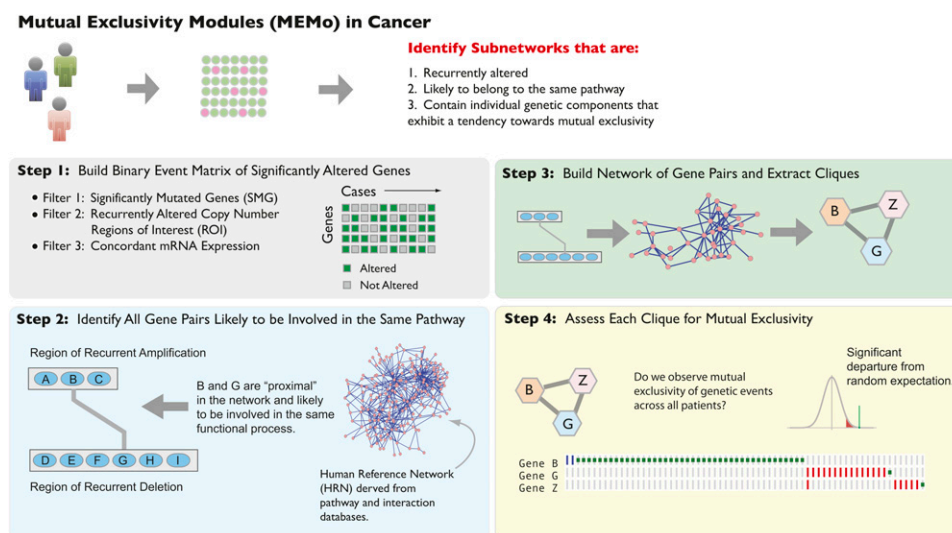 Mutual Exclusivity Modules (MEMo) in Cancer
Identify Subnetworks that are:
1. Recurrently altered
2. Likely to belong to the same pathway
3. Contain individual genetic components that
exhibit a tendency towards mutual exclusivity
Step 1: Build Binary Event Matrix of Significantly Altered Genes
• Filter 1: Significantly Mutated Genes (SMG)
• Filter 2: Recurrently Altered Copy Number
Regions of Interest (ROI)
• Filter 3: Concordant mRNA Expression
Cases
Genes
Altered
Not Altered
Step 3: Build Network of Gene Pairs and Extract Cliques
B
Z
G
Step 2: Identify All Gene Pairs Likely to be Involved in the Same Pathway
Region of Recurrent Amplification
A B C
B and G are "proximal"
in the network and likely
to be involved in the same
functional process.
D E F G H I
Region of Recurrent Deletion
Human Reference Network
(HRN) derived from
pathway and interaction
databases.
Step 4: Assess Each Clique for Mutual Exclusivity
B
Z
G
Do we observe mutual
exclusivity of genetic events
across all patients?
Significant
departure from
random expectation.
Gene B
Gene G
Gene Z